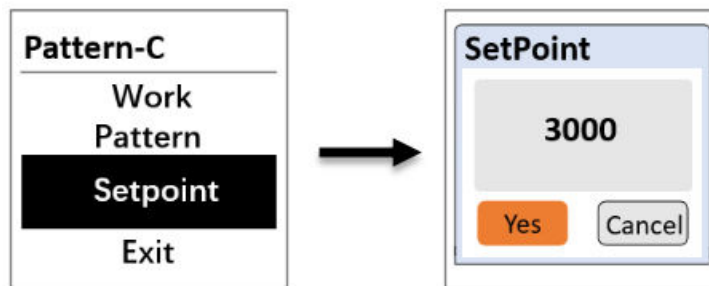 Pattern-C
Work
Pattern
Setpoint
Exit
SetPoint
3000
Yes
Cancel